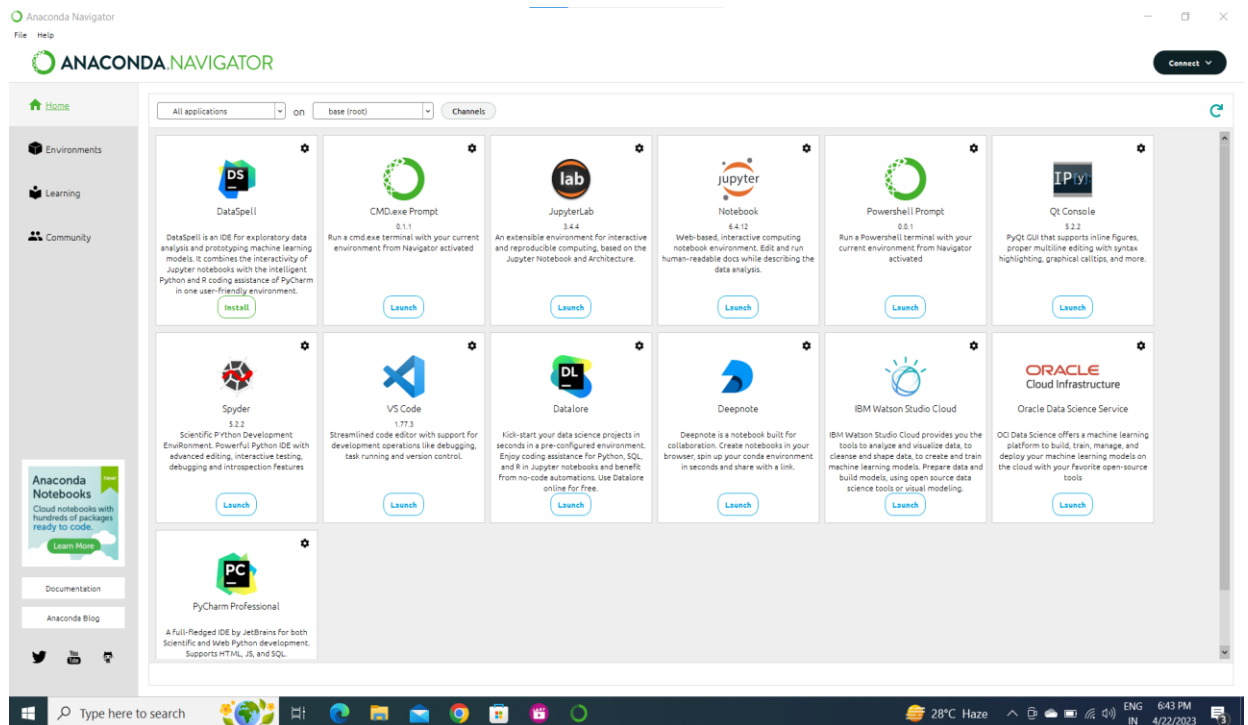 Anaconda Navigator
File Help
ANACONDA.NAVIGATOR
Connect
Home
Environments
Learning
Community
All applications
on
base (root)
Channels
DS
DataSpell
DataSpell is an IDE for exploratory data
analysis and prototyping machine learning
models. It combines the interactivity of
Jupyter notebooks with the intelligent
Python and R coding assistance of PyCharm
in one user-friendly environment.
Install
CMD.exe Prompt
0.1.1
Run a cmd.exe terminal with your current
environment from Navigator activated
Launch
lab
JupyterLab
3.4.4
An extensible environment for interactive
and reproducible computing, based on the
Jupyter Notebook and Architecture.
Launch
jupyter
Notebook
6.4.12
Web-based, interactive computing
notebook environment. Edit and run
human-readable docs while describing the
data analysis.
Launch
Powershell Prompt
0.0.1
Run a Powershell terminal with your
current environment from Navigator
activated
Launch
IP[y]:
Qt Console
5.2.2
PyQt GUI that supports inline figures,
proper multiline editing with syntax
highlighting, graphical calltips, and more.
Launch
Spyder
5.2.2
Scientific PYthon Development
EnviRonment. Powerful Python IDE with
advanced editing, interactive testing,
debugging and introspection features
Launch
VS Code
1.77.3
Streamlined code editor with support for
development operations like debugging,
task running and version control.
Launch
DL
Datalore
Kick-start your data science projects in
seconds in a pre-configured environment.
Enjoy coding assistance for Python, SQL,
and R in Jupyter notebooks and benefit
from no-code automations. Use Datalore
online for free.
Launch
Deepnote
Deepnote is a notebook built for
collaboration. Create notebooks in your
browser, spin up your conda environment
in seconds and share with a link.
Launch
IBM Watson Studio Cloud
IBM Watson Studio Cloud provides you the
tools to analyze and visualize data, to
cleanse and shape data, to create and train
machine learning models. Prepare data and
build models, using open source data
science tools or visual modeling.
Launch
ORACLE
Cloud Infrastructure
Oracle Data Science Service
OCI Data Science offers a machine learning
platform to build, train, manage, and
deploy your machine learning models on
the cloud with your favorite open-source
tools
Launch
PC
PyCharm Professional
A full-fledged IDE by JetBrains for both
Scientific and Web Python development.
Supports HTML, JS, and SQL.
Anaconda
Notebooks
New!
Cloud notebooks with
hundreds of packages
ready to code.
Learn More
Documentation
Anaconda Blog
You
Tube
Type here to search
28°C Haze
ENG
IN
6:43 PM
4/22/2023
3